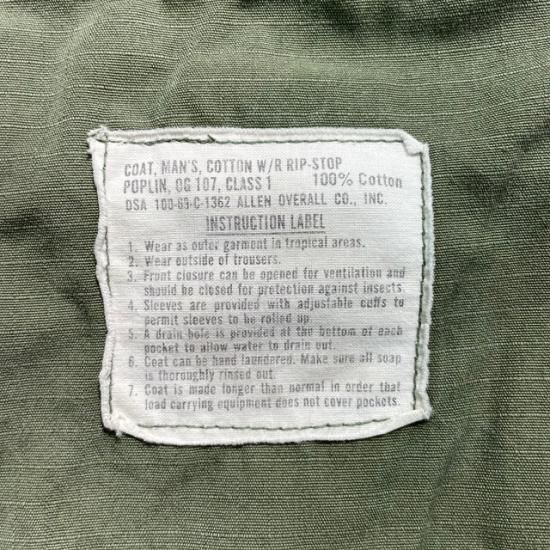 COAT, MAN'S, COTTON W/R RIP-STOP
POPLIN, OG 107, CLASS 1 100% Cotton
DSA 100-69-C-1362 ALLEN OVERALL CO., INC.
INSTRUCTION LABEL
1. Wear as outer garment in tropical areas.
2. Wear outside of trousers.
3. Front closure can be opened for ventilation and
should be closed for protection against insects.
4. Sleeves are provided with adjustable cuffs to
permit sleeves to be rolled up.
5. A drain hole is provided at the bottom of each
pocket to allow water to drain out.
6. Coat can be hand laundered. Make sure all soap
is thoroughly rinsed out.
7. Coat is made longer than normal in order that
load carrying equipment does not cover pockets.